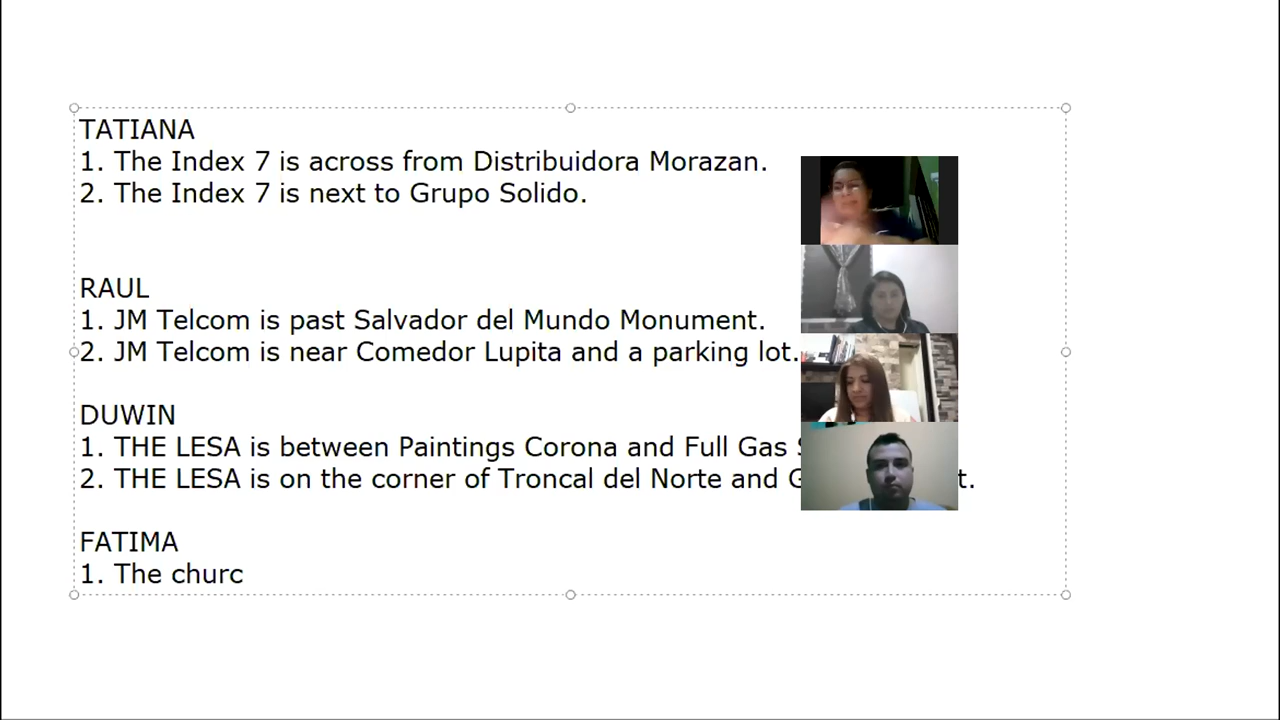 TATIANA
1. The Index 7 is across from Distribuidora Morazan.
2. The Index 7 is next to Grupo Solido.
RAUL
1. JM Telcom is past Salvador del Mundo Monument.
2. JM Telcom is near Comedor Lupita and a parking lot.
DUWIN
1. THE LESA is between Paintings Corona and Full Gas
2. THE LESA is on the corner of Troncal del Norte and
FATIMA
1. The churc